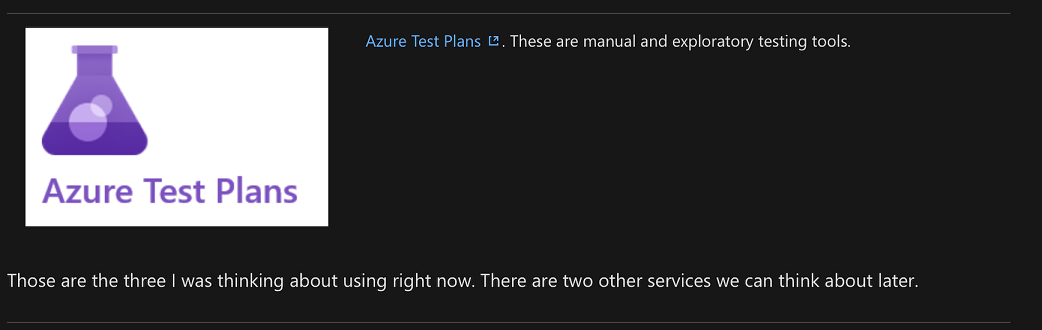 Azure Test Plans. These are manual and exploratory testing tools.
Azure Test Plans
Those are the three I was thinking about using right now. There are two other services we can think about later.